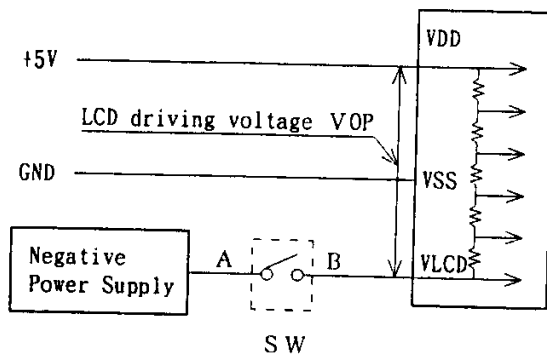 VDD
+5V
LCD driving voltage VOP
GND
VSS
Negative
Power Supply
A
B
VLCD
SW